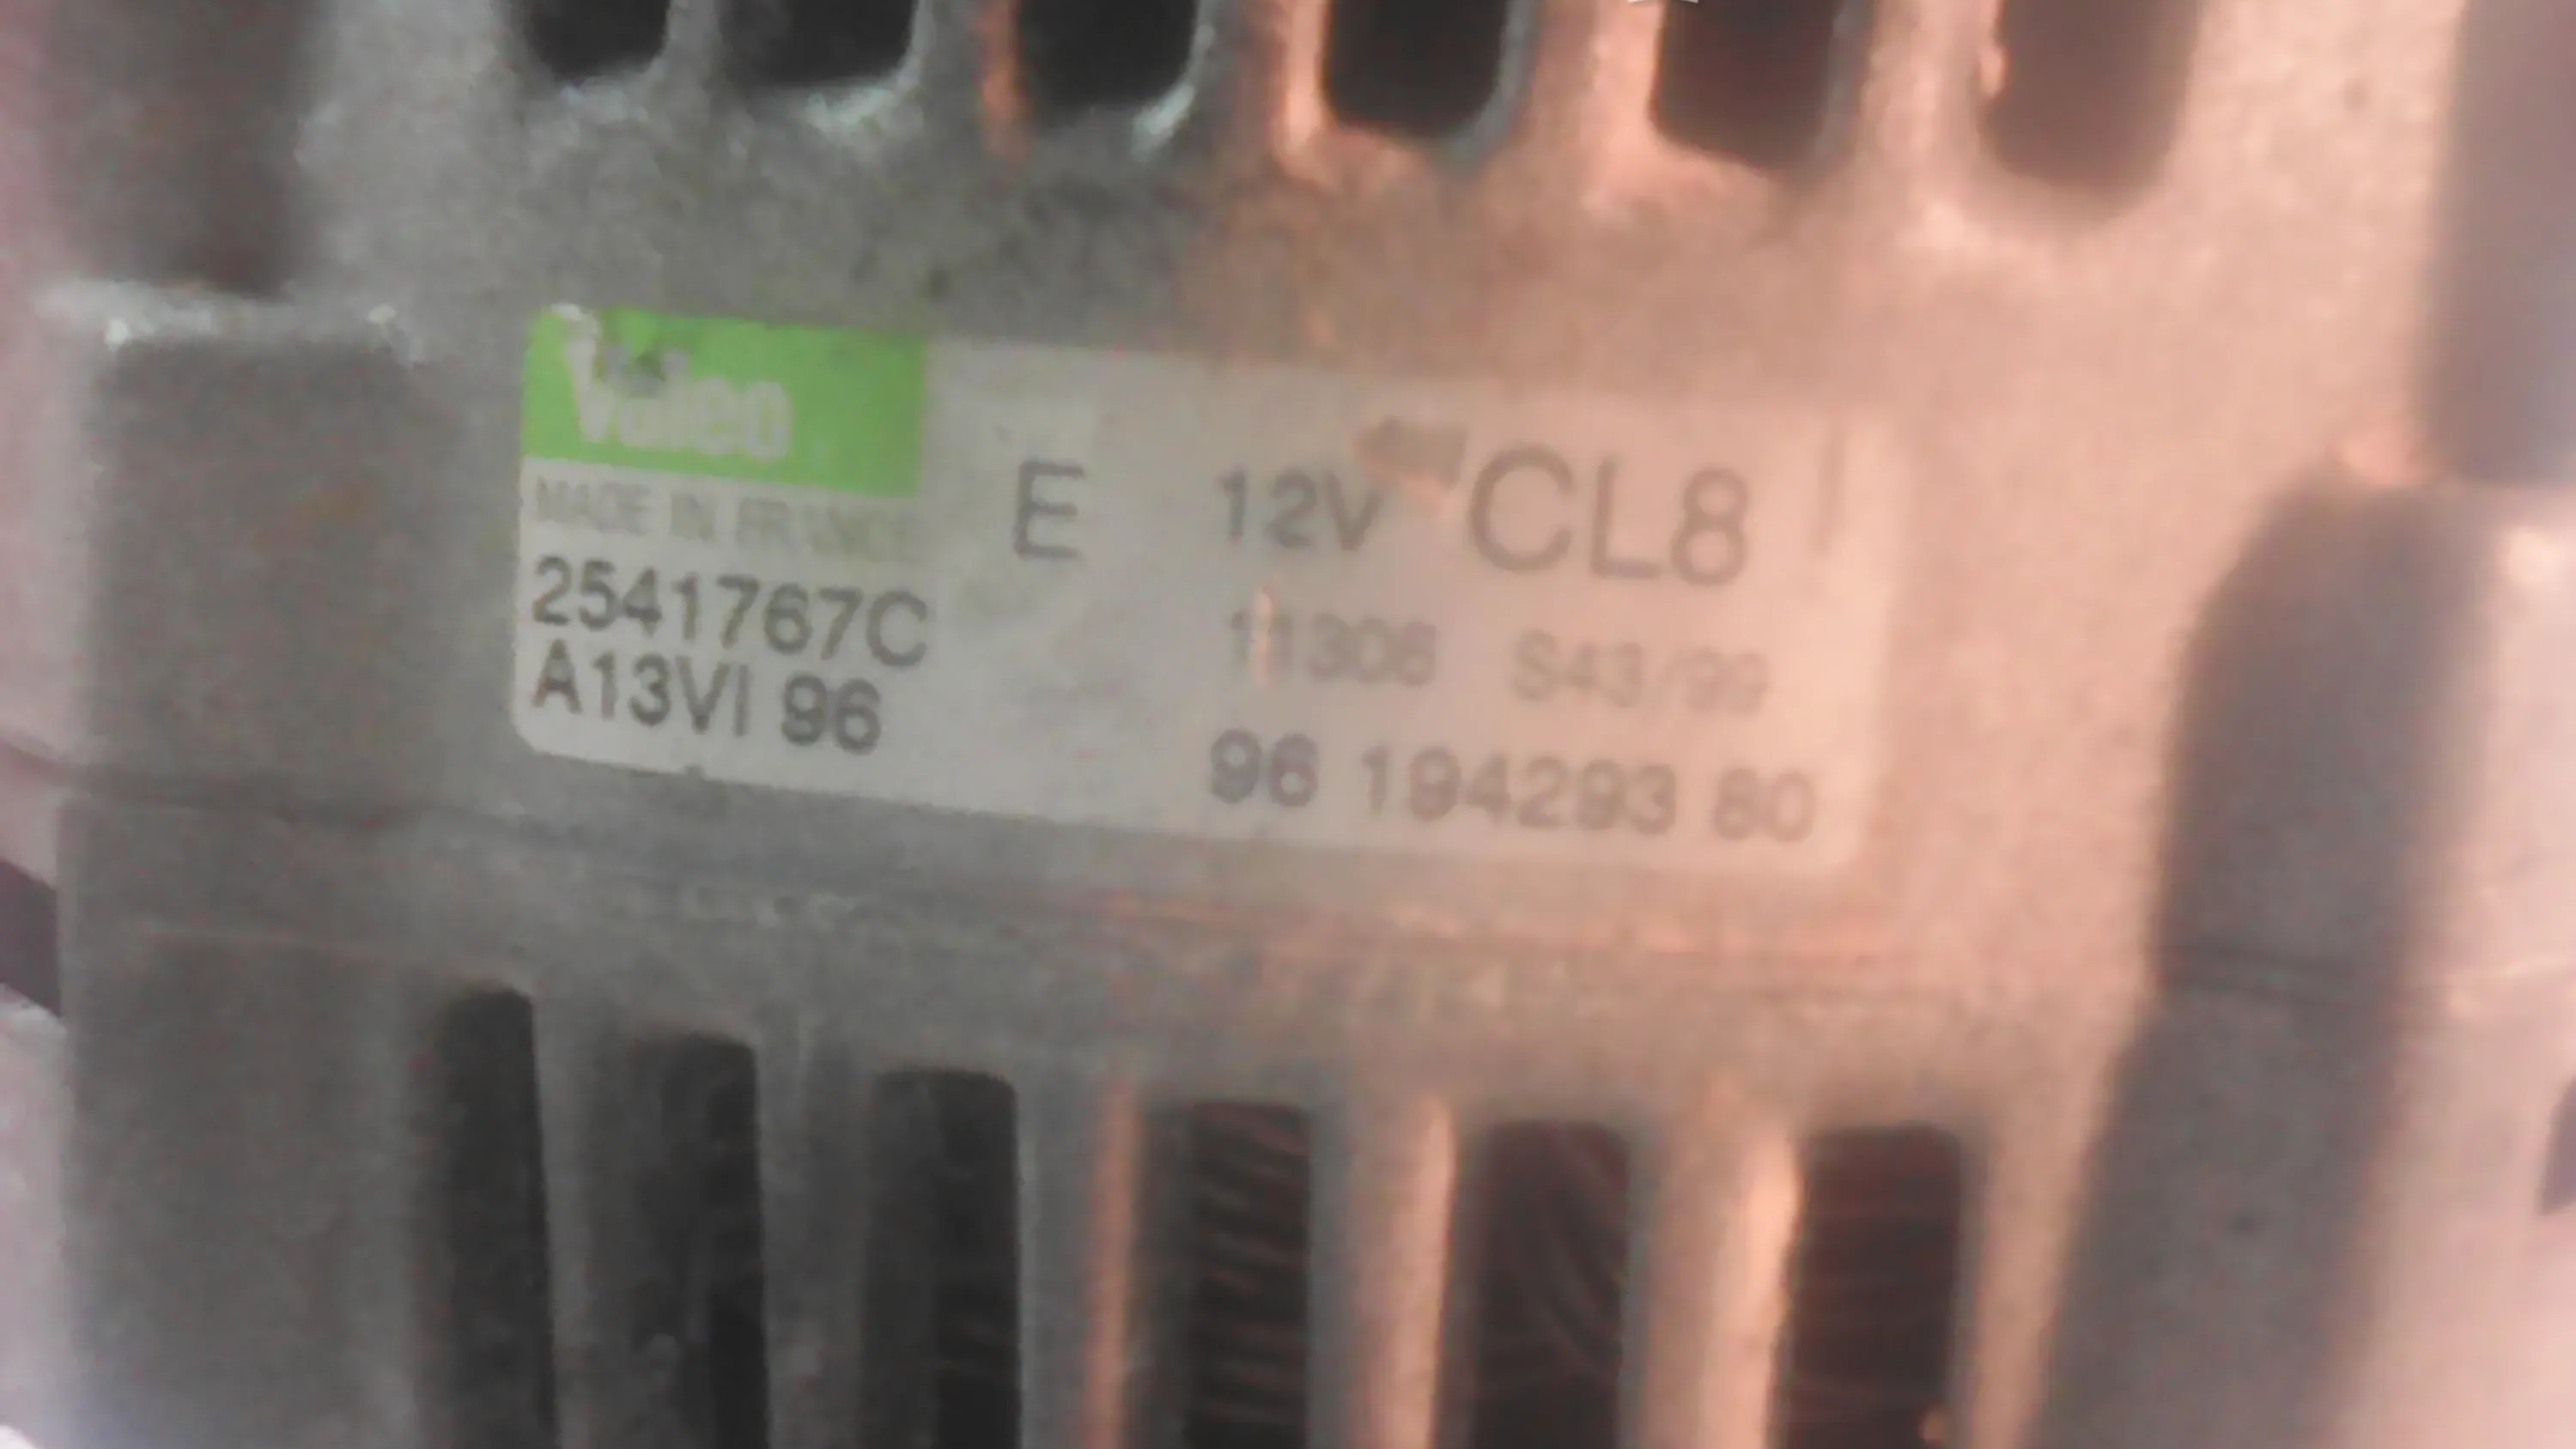 Valeo
MADE IN FRANCE
2541767C
A13VI 96
E 12V CL8
11306 S43/99
96 194293 80